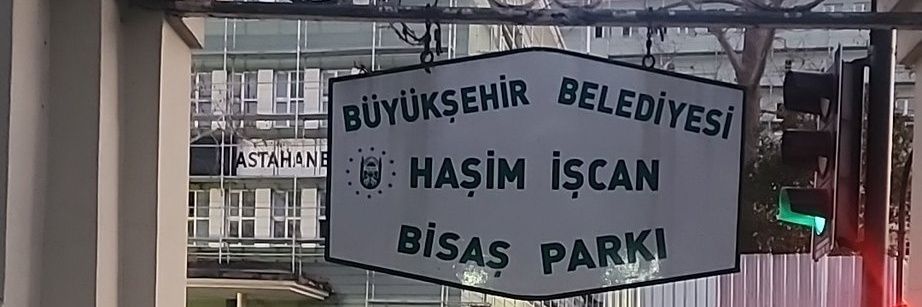 BÜYÜKŞEHİR BELEDİYESİ
HAŞİM İŞCAN
BİSAŞ PARKI
ASTAHANE